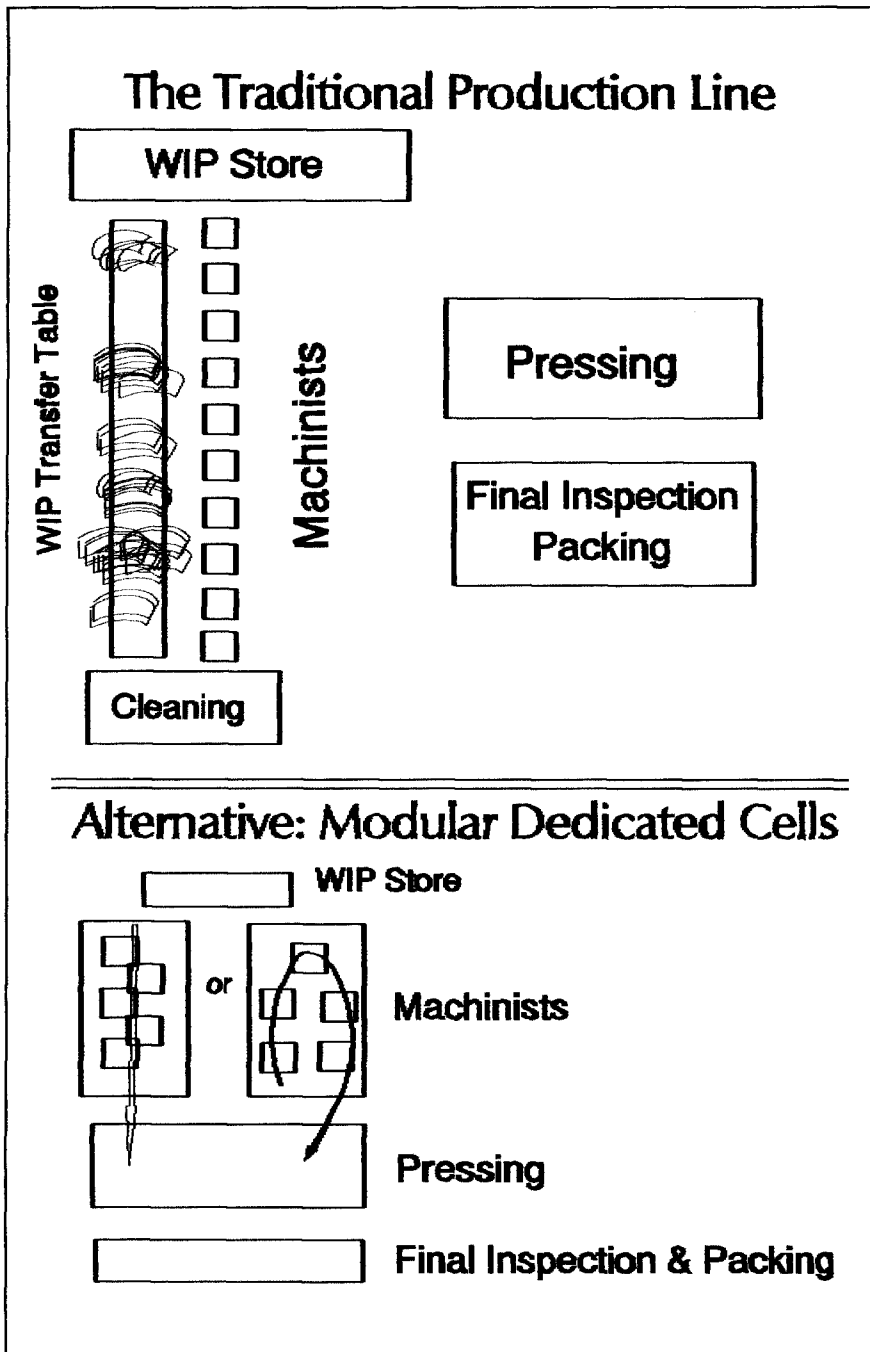 The Traditional Production Line
WIP Store
WIP Transfer Table
Machinists
Pressing
Final Inspection
Packing
Cleaning
Alternative: Modular Dedicated Cells
WIP Store
or
Machinists
Pressing
Final Inspection & Packing